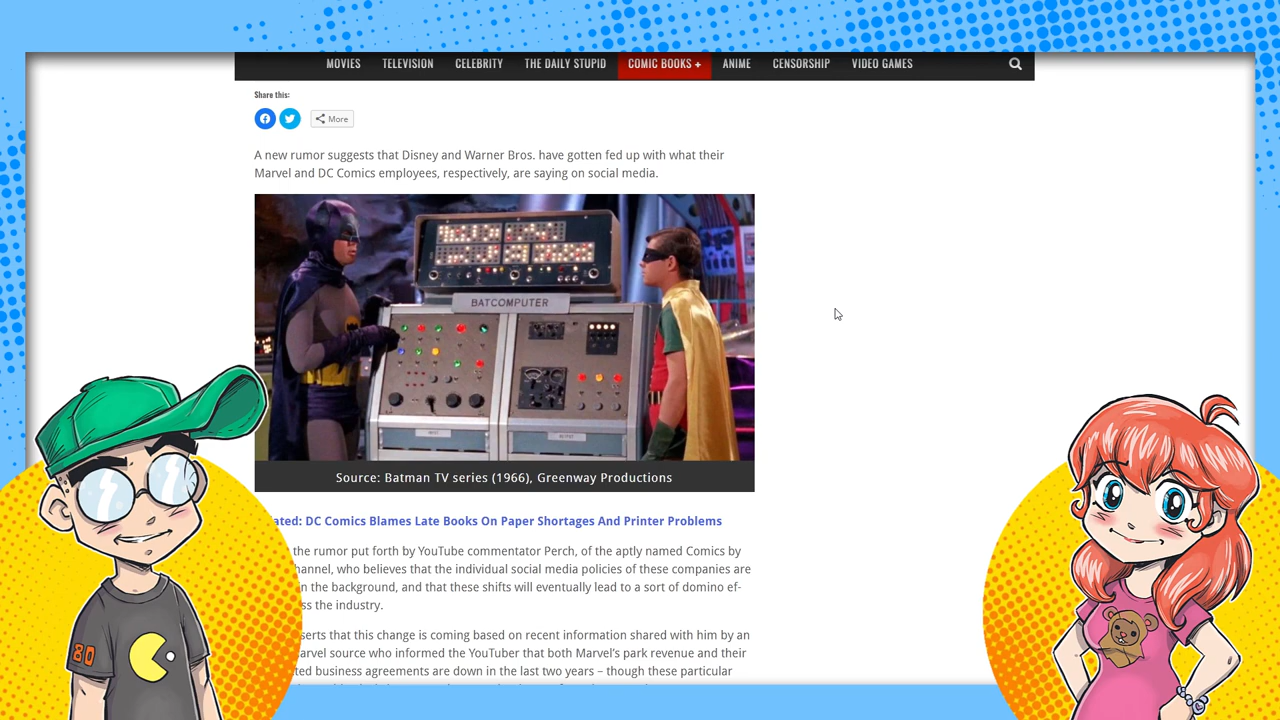 MOVIES TELEVISION CELEBRITY THE DAILY STUPID COMIC BOOKS + ANIME CENSORSHIP VIDEO GAMES
Share this:
More
A new rumor suggests that Disney and Warner Bros. have gotten fed up with what their
Marvel and DC Comics employees, respectively, are saying on social media.
BATCOMPUTER
Source: Batman TV series (1966), Greenway Productions
ated: DC Comics Blames Late Books On Paper Shortages And Printer Problems
the rumor put forth by YouTube commentator Perch, of the aptly named Comics by
hannel, who believes that the individual social media policies of these companies are
n the background, and that these shifts will eventually lead to a sort of domino ef-
ss the industry.
serts that this change is coming based on recent information shared with him by an
arvel source who informed the YouTuber that both Marvel's park revenue and their
ted business agreements are down in the last two years – though these particular
80